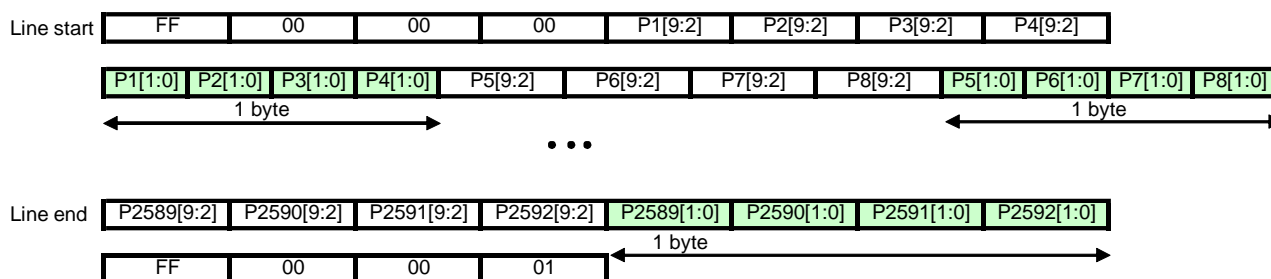 Line start FF 00 00 00 P1[9:2] P2[9:2] P3[9:2] P4[9:2]
P1[1:0] P2[1:0] P3[1:0] P4[1:0] P5[9:2] P6[9:2] P7[9:2] P8[9:2] P5[1:0] P6[1:0] P7[1:0] P8[1:0]
1 byte 1 byte
• • •
Line end P2589[9:2] P2590[9:2] P2591[9:2] P2592[9:2] P2589[1:0] P2590[1:0] P2591[1:0] P2592[1:0]
1 byte
FF 00 00 01